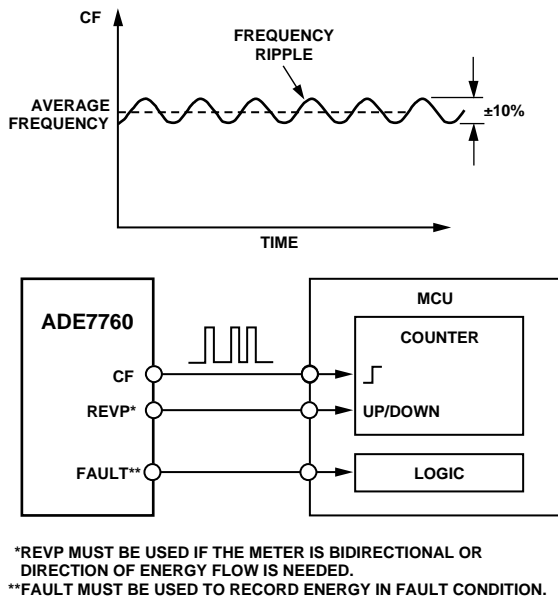 CF
FREQUENCY
RIPPLE
AVERAGE
FREQUENCY
±10%
TIME
MCU
ADE7760
COUNTER
CF
REVP*
UP/DOWN
FAULT**
LOGIC
*REVP MUST BE USED IF THE METER IS BIDIRECTIONAL OR
DIRECTION OF ENERGY FLOW IS NEEDED.
**FAULT MUST BE USED TO RECORD ENERGY IN FAULT CONDITION.